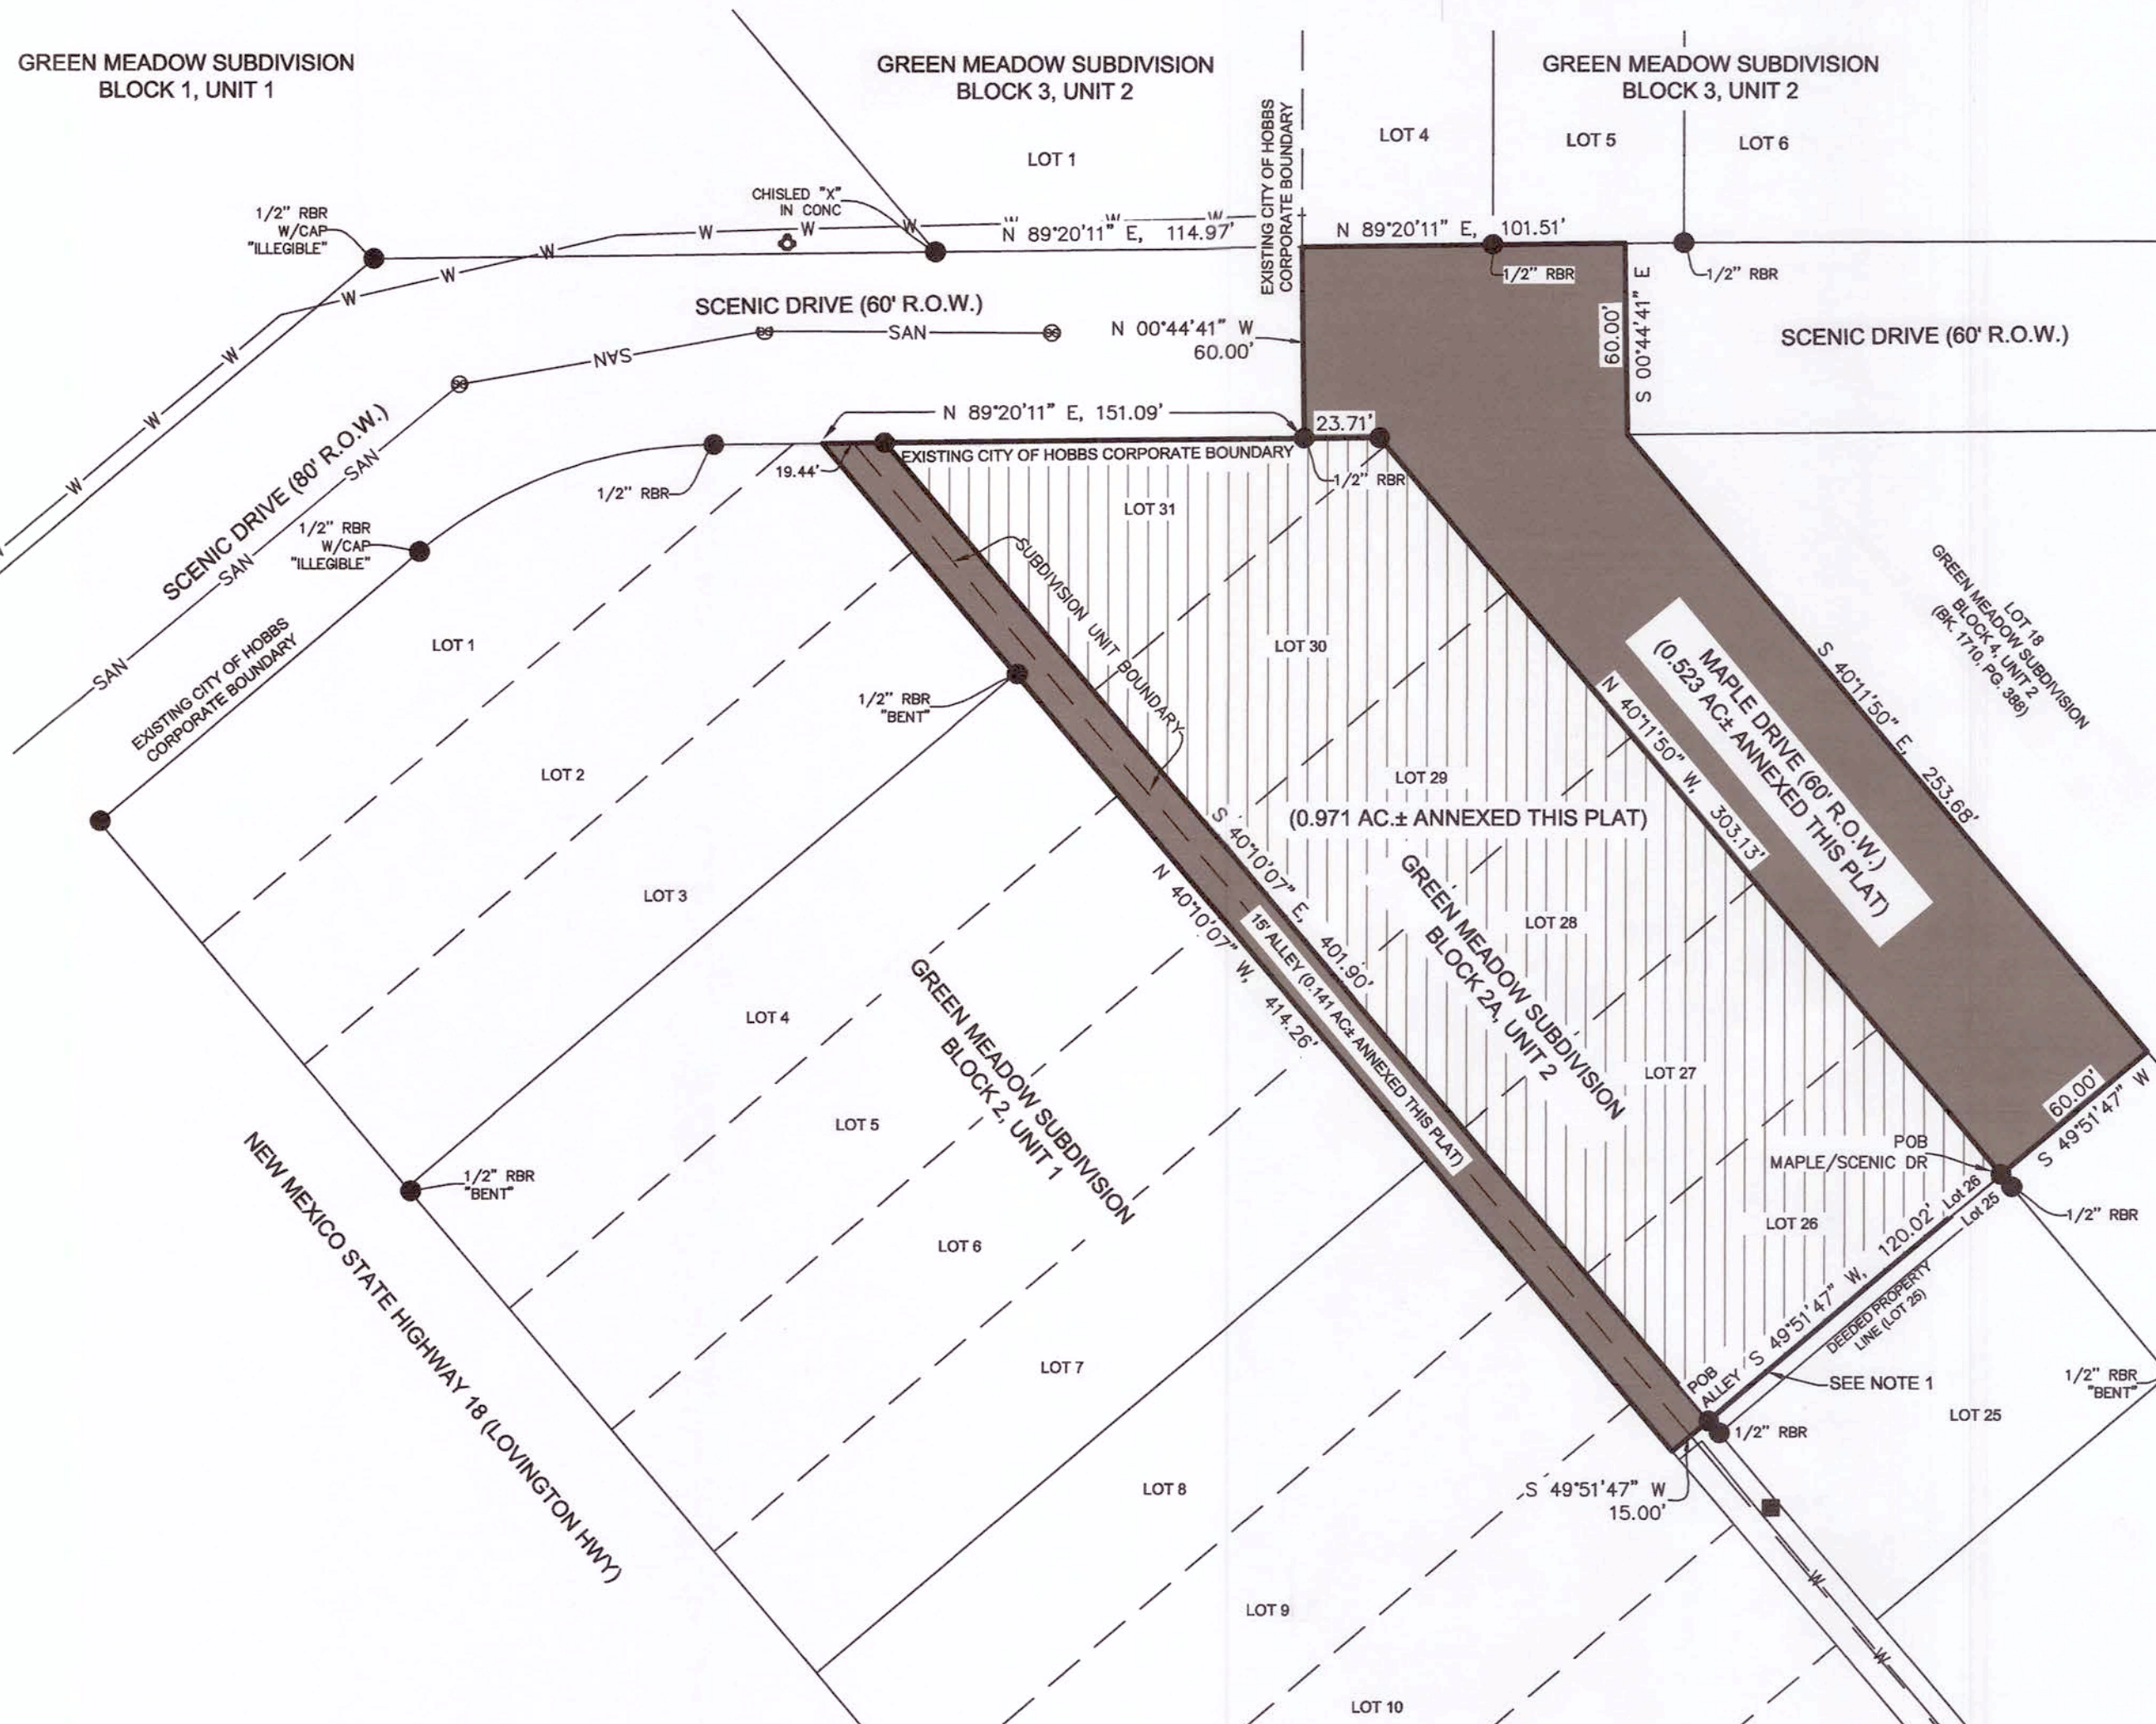 GREEN MEADOW SUBDIVISION
BLOCK 1, UNIT 1
GREEN MEADOW SUBDIVISION
BLOCK 3, UNIT 2
GREEN MEADOW SUBDIVISION
BLOCK 3, UNIT 2
LOT 1
LOT 4
LOT 5
LOT 6
EXISTING CITY OF HOBBS
CORPORATE BOUNDARY
1/2" RBR
W/CAP
"ILLEGIBLE"
CHISLED "X"
IN CONC
W
W
W
W
W
W
W
W
W
W
W
W
W
N 89°20'11" E, 114.97'
N 89°20'11" E, 101.51'
1/2" RBR
1/2" RBR
SCENIC DRIVE (60' R.O.W.)
SAN
SAN
N 00°44'41" W
60.00'
60.00'
S 00°44'41" E
SCENIC DRIVE (60' R.O.W.)
SCENIC DRIVE (80' R.O.W.)
SAN
SAN
SAN
N 89°20'11" E, 151.09'
23.71'
EXISTING CITY OF HOBBS CORPORATE BOUNDARY
19.44'
1/2" RBR
1/2" RBR
1/2" RBR
W/CAP
"ILLEGIBLE"
EXISTING CITY OF HOBBS
CORPORATE BOUNDARY
LOT 31
SUBDIVISION UNIT BOUNDARY
LOT 1
LOT 30
1/2" RBR
"BENT"
LOT 18
GREEN MEADOW SUBDIVISION
BLOCK 4, UNIT 2
(BK. 1710, PG. 388)
S 40°11'50" E, 253.68'
MAPLE DRIVE (60' R.O.W.)
(0.523 AC± ANNEXED THIS PLAT)
N 40°11'50" W, 303.13'
LOT 2
LOT 29
(0.971 AC.± ANNEXED THIS PLAT)
S 40°10'07" E, 401.90'
N 40°10'07" W, 414.26'
15' ALLEY (0.141 AC± ANNEXED THIS PLAT)
GREEN MEADOW SUBDIVISION
BLOCK 2A, UNIT 2
LOT 3
LOT 28
GREEN MEADOW SUBDIVISION
BLOCK 2, UNIT 1
LOT 4
LOT 27
LOT 5
60.00'
S 49°51'47" W
POB
MAPLE/SCENIC DR
1/2" RBR
"BENT"
NEW MEXICO STATE HIGHWAY 18 (LOVINGTON HWY)
LOT 6
LOT 26
Lot 26
Lot 25
1/2" RBR
S 49°51'47" W, 120.02'
DEEDED PROPERTY
LINE (LOT 25)
LOT 7
POB
ALLEY
SEE NOTE 1
1/2" RBR
"BENT"
LOT 25
1/2" RBR
LOT 8
S 49°51'47" W
15.00'
LOT 9
W
W
LOT 10